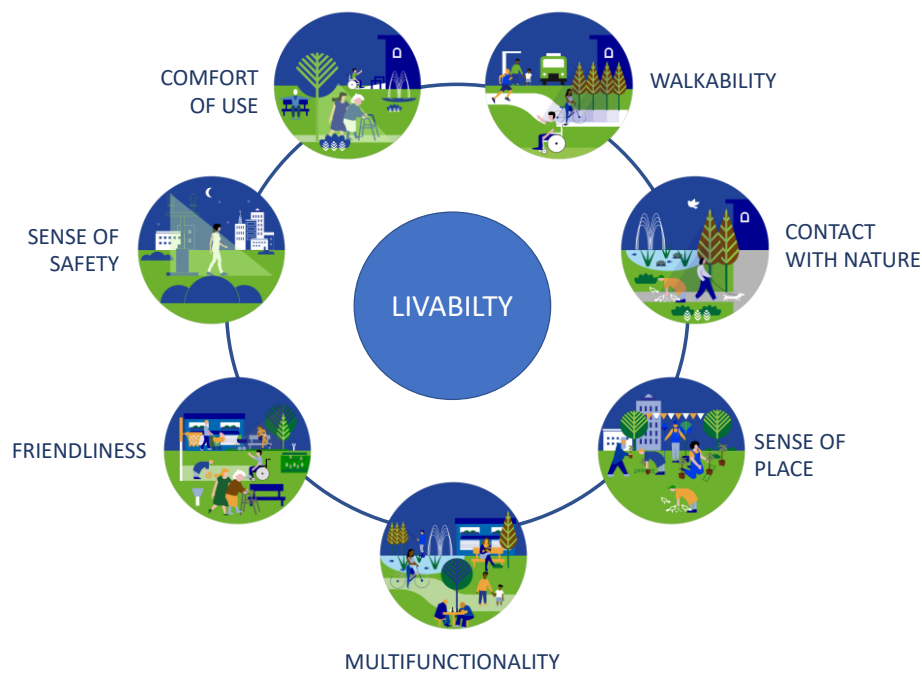 COMFORT
OF USE
WALKABILITY
SENSE OF
SAFETY
CONTACT
WITH NATURE
LIVABILTY
FRIENDLINESS
SENSE OF
PLACE
MULTIFUNCTIONALITY